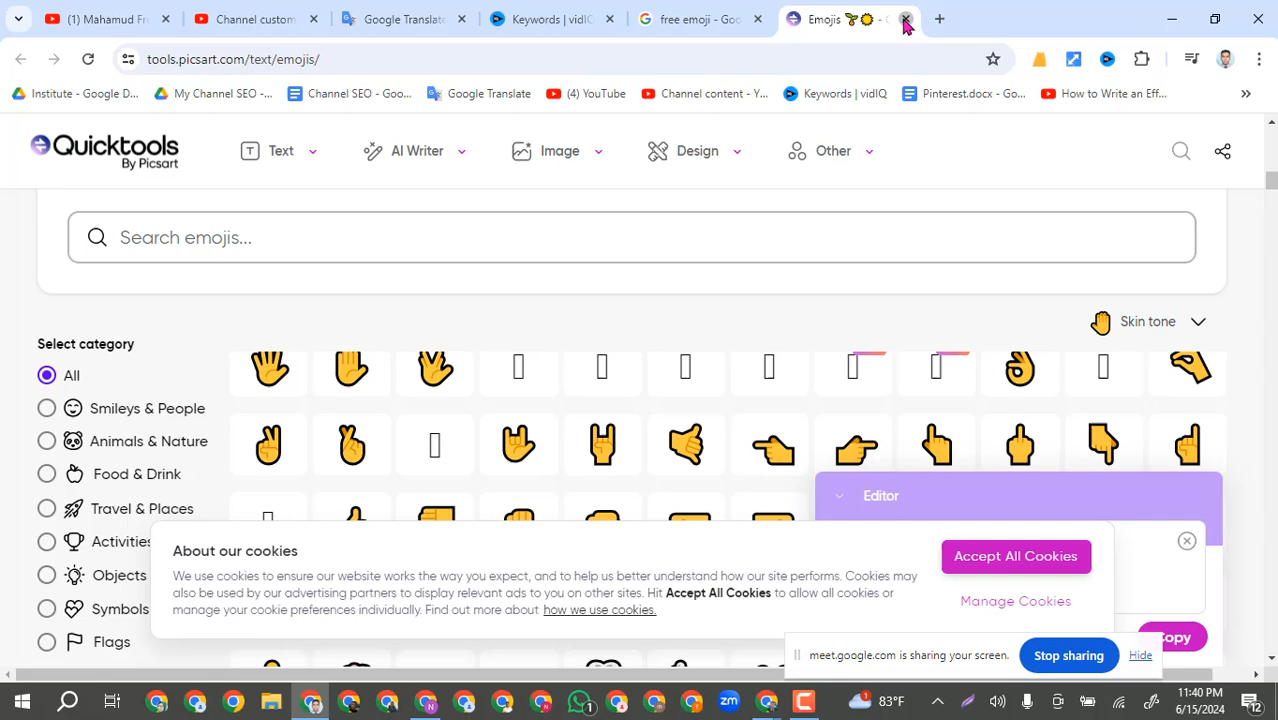 (1) Mahamud Fre
Channel custom
Google Translate
Keywords | vidIQ
free emoji - Goo
Emojis 🌱🌞 -
tools.picsart.com/text/emojis/
Institute - Google D...
My Channel SEO -...
Channel SEO - Goo...
Google Translate
(4) YouTube
Channel content - Y...
Keywords | vidIQ
Pinterest.docx - Go...
How to Write an Eff...
Quicktools
By Picsart
Text
AI Writer
Image
Design
Other
Search emojis...
Skin tone
Select category
All
Smileys & People
Animals & Nature
Food & Drink
Travel & Places
Activities
Objects
Symbols
Flags
Editor
About our cookies
We use cookies to ensure our website works the way you expect, and to help us better understand how our site performs. Cookies may
also be used by our advertising partners to display relevant ads to you on other sites. Hit Accept All Cookies to allow all cookies or
manage your cookie preferences individually. Find out more about how we use cookies.
Accept All Cookies
Manage Cookies
Copy
meet.google.com is sharing your screen.
Stop sharing
Hide
1
1
zm
83°F
11:40 PM
6/15/2024
12